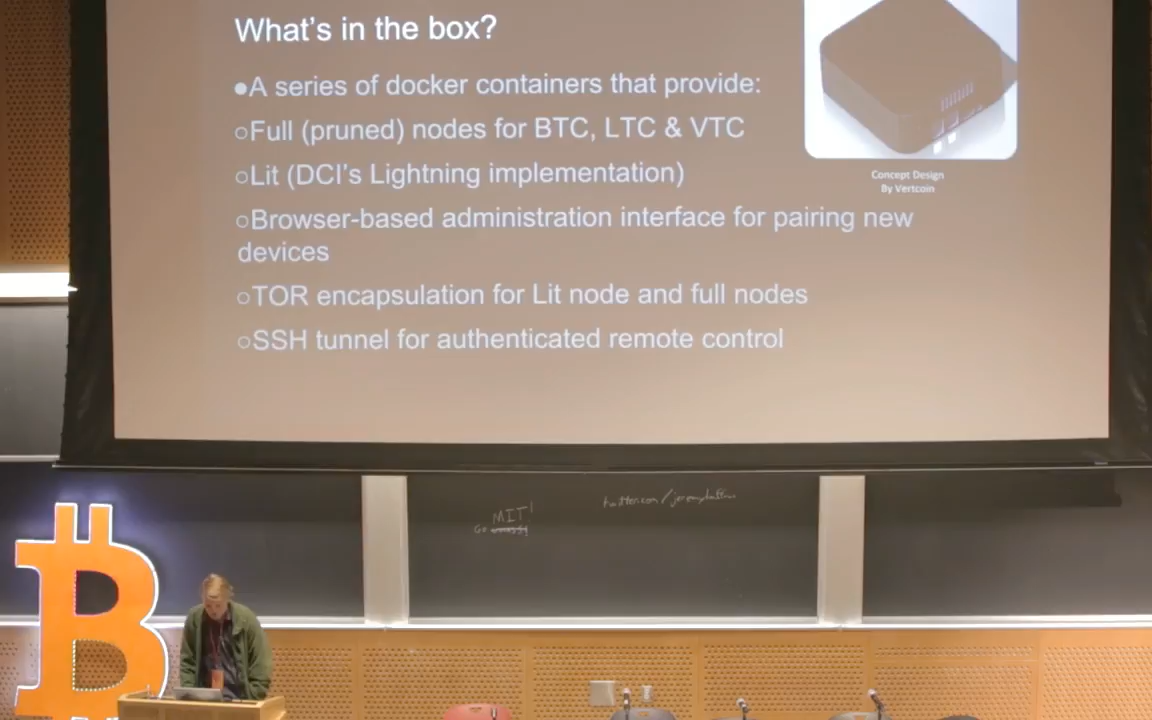 What's in the box?
●A series of docker containers that provide:
○Full (pruned) nodes for BTC, LTC & VTC
○Lit (DCI's Lightning implementation)
○Browser-based administration interface for pairing new
devices
○TOR encapsulation for Lit node and full nodes
○SSH tunnel for authenticated remote control
Concept Design
By Vertcoin
MIT!
Go